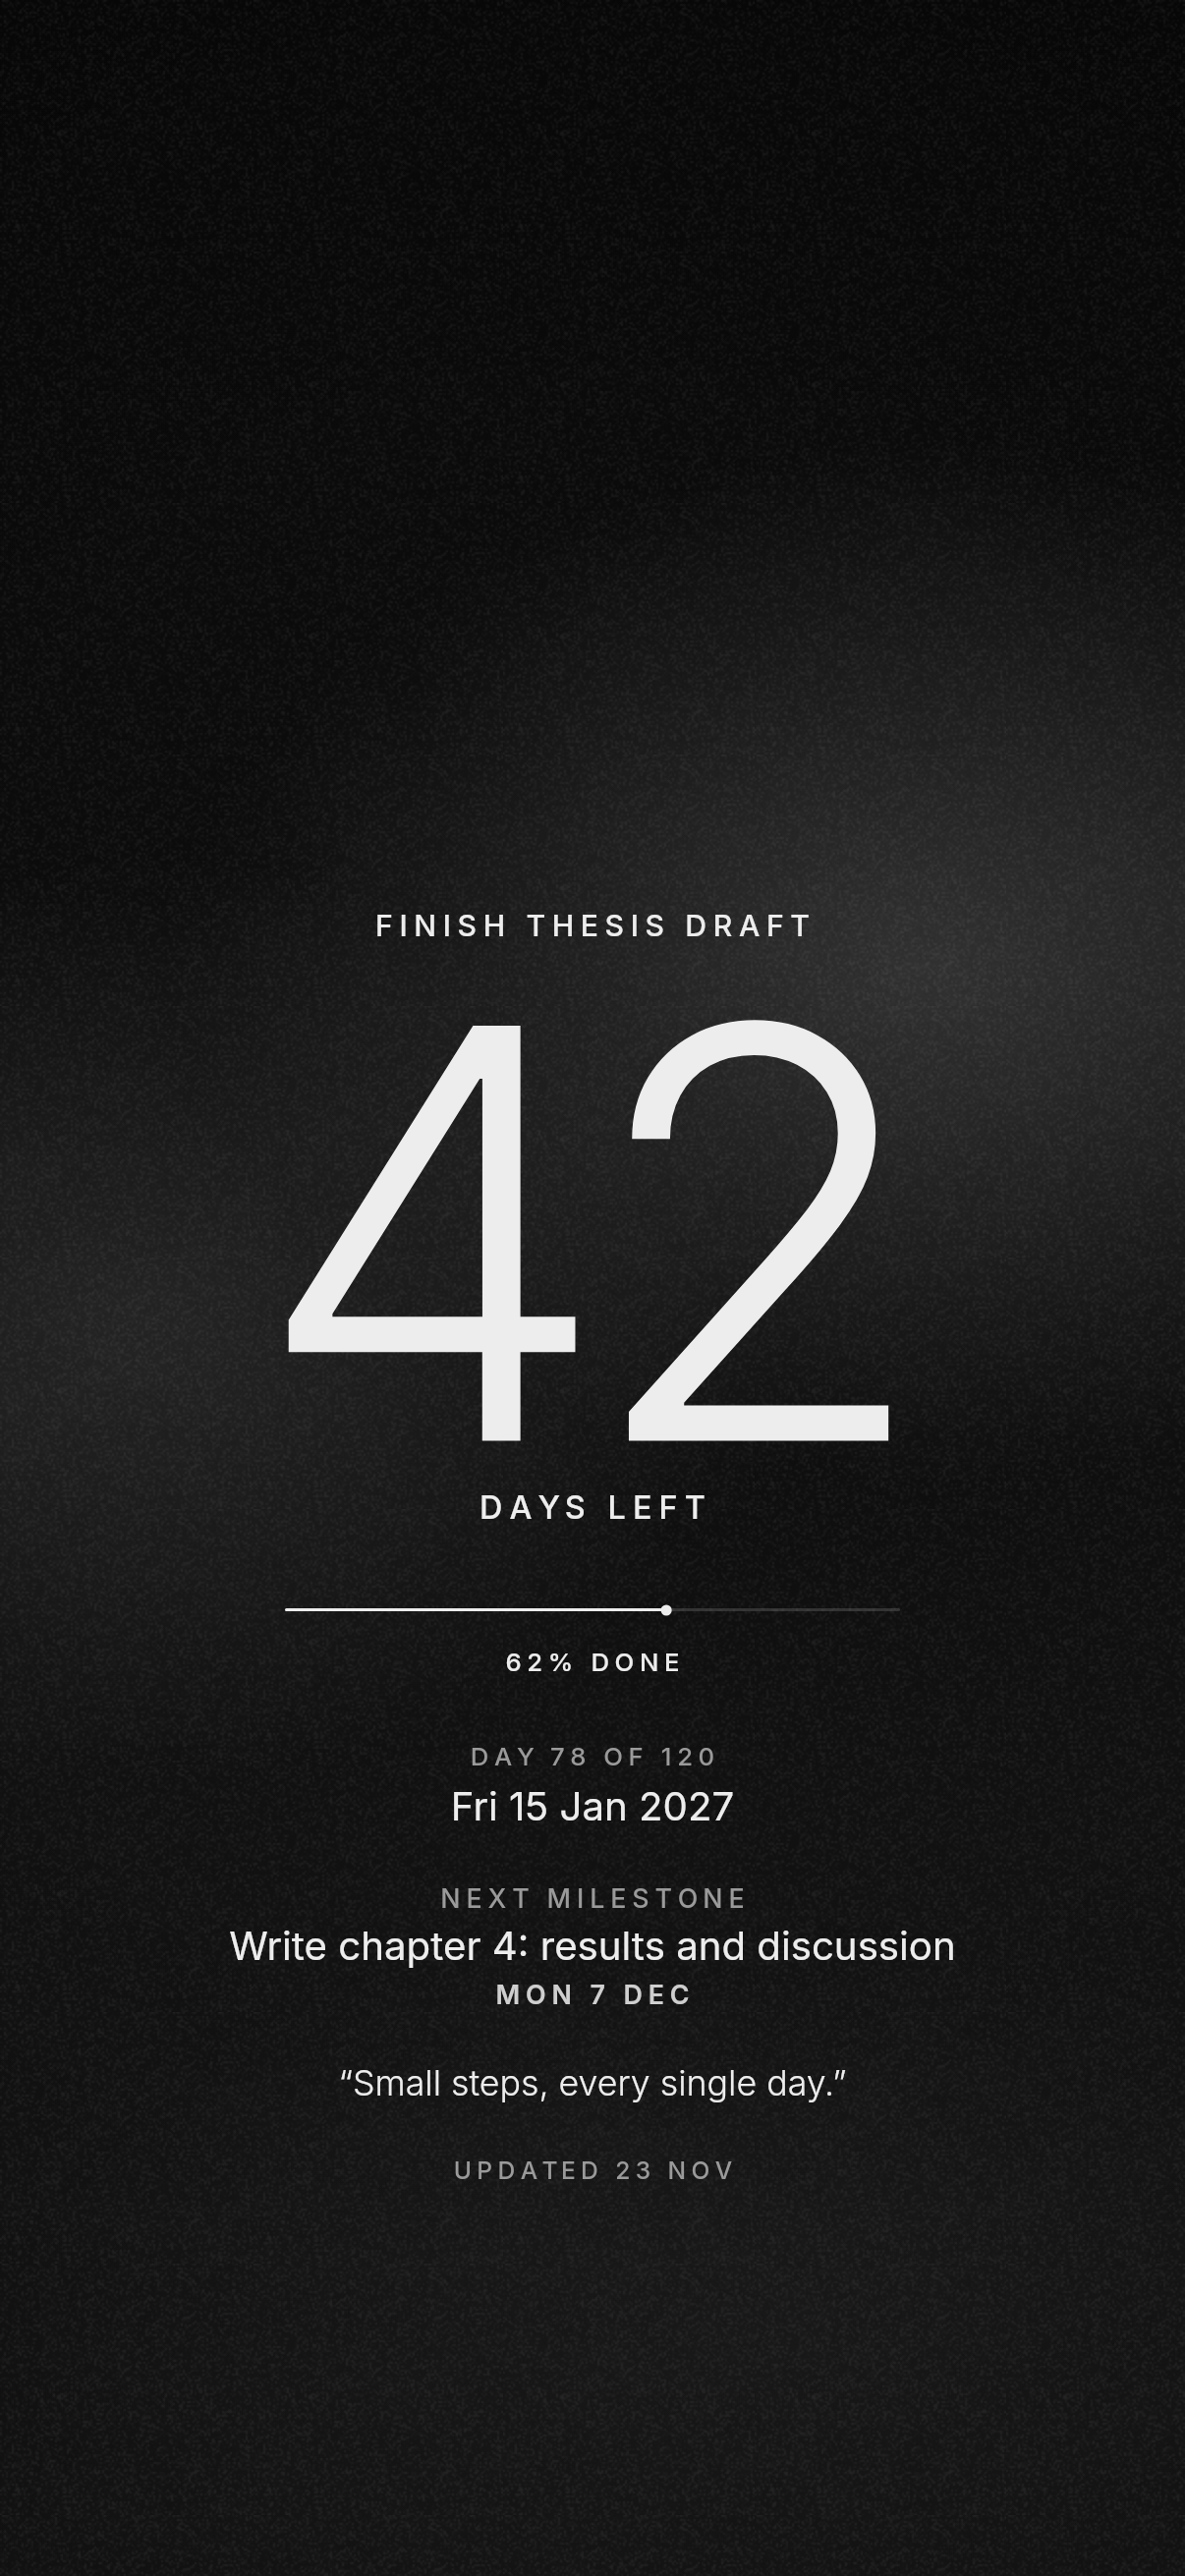 FINISH THESIS DRAFT
42
DAYS LEFT
62% DONE
DAY 78 OF 120
Fri 15 Jan 2027
NEXT MILESTONE
Write chapter 4: results and discussion
MON 7 DEC
“Small steps, every single day.”
UPDATED 23 NOV